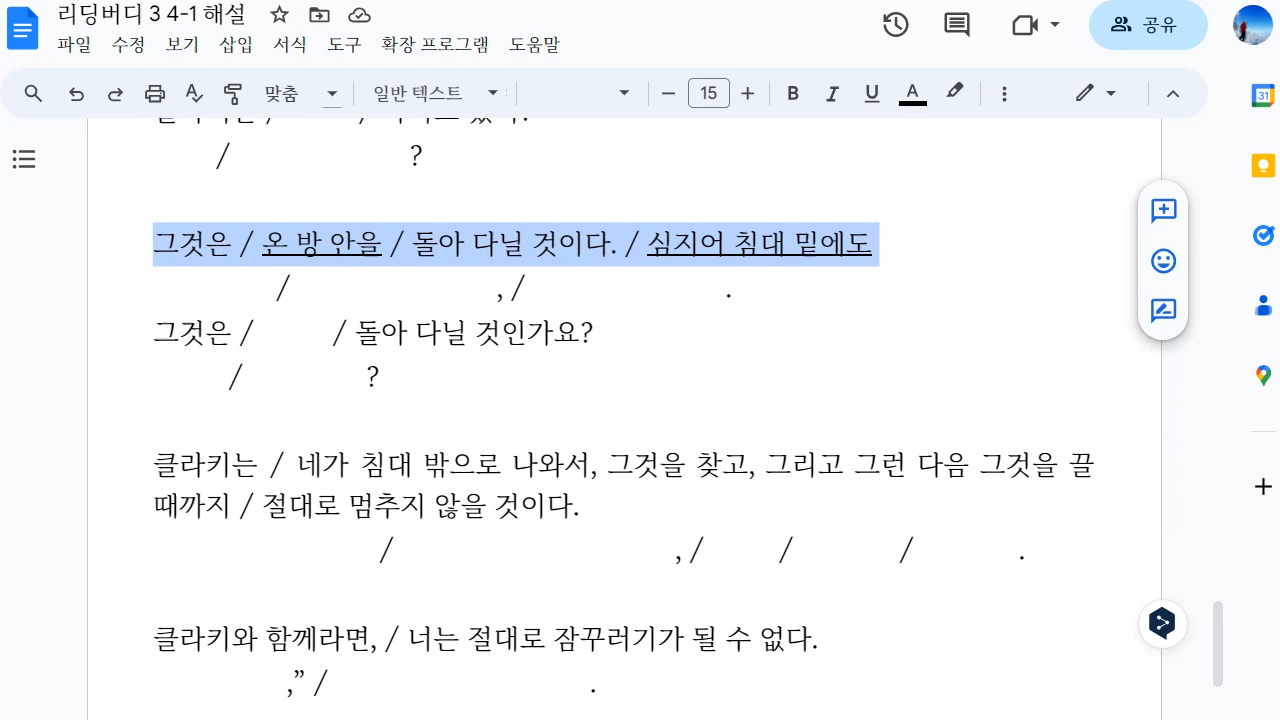 리딩버디 3 4-1 해설
공유
파일 수정 보기 삽입 서식 도구 확장 프로그램 도움말
맞춤 일반 텍스트 15 B I U A
/ ?
그것은 / 온 방 안을 / 돌아 다닐 것이다. / 심지어 침대 밑에도
/ , / .
그것은 / / 돌아 다닐 것인가요?
/ ?
클라키는 / 네가 침대 밖으로 나와서, 그것을 찾고, 그리고 그런 다음 그것을 끌
때까지 / 절대로 멈추지 않을 것이다.
/ , / / / .
클라키와 함께라면, / 너는 절대로 잠꾸러기가 될 수 없다.
,” / .
31